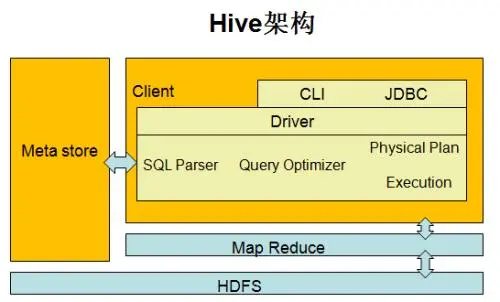 Hive架构
Client
CLI JDBC
Driver
Meta store
SQL Parser Query Optimizer Physical Plan
Execution
Map Reduce
HDFS